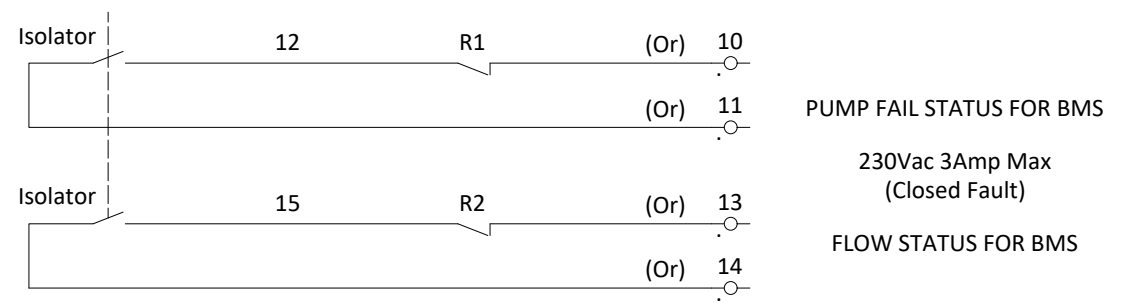 Isolator 12 R1 (Or) 10
(Or) 11
PUMP FAIL STATUS FOR BMS
230Vac 3Amp Max
(Closed Fault)
Isolator 15 R2 (Or) 13
FLOW STATUS FOR BMS
(Or) 14